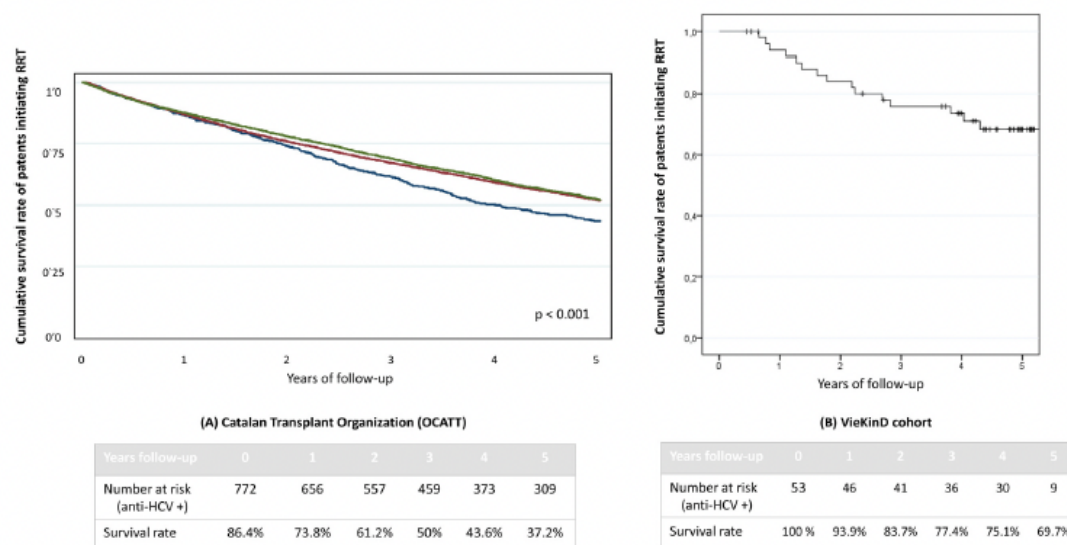 Cumulative survival rate of patents initiating RRT
1'0
0'75
0'5
0'25
0'0
p < 0.001
0 1 2 3 4 5
Years of follow-up
(A) Catalan Transplant Organization (OCATT)
Years follow-up 0 1 2 3 4 5
Number at risk 772 656 557 459 373 309
(anti-HCV +)
Survival rate 86.4% 73.8% 61.2% 50% 43.6% 37.2%
Cumulative survival rate of patents initiating RRT
1,0
0,8
0,6
0,4
0,2
0,0
0 1 2 3 4 5
Years of follow-up
(B) VieKinD cohort
Years follow-up 0 1 2 3 4 5
Number at risk 53 46 41 36 30 9
(anti-HCV +)
Survival rate 100 % 93.9% 83.7% 77.4% 75.1% 69.7%